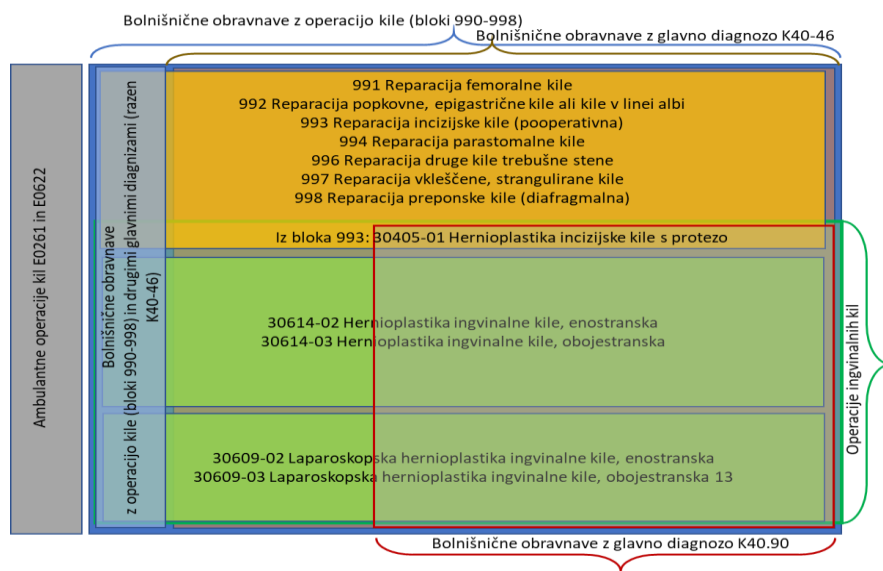 Bolnišnične obravnave z operacijo kile (bloki 990-998)
Bolnišnične obravnave z glavno diagnozo K40-46
Ambulantne operacije kil E0261 in E0622
Bolnišnične obravnave
z operacijo kile (bloki 990-998) in drugimi glavnimi diagnizami (razen
K40-46)
991 Reparacija femoralne kile
992 Reparacija popkovne, epigastrične kile ali kile v linei albi
993 Reparacija incizijske kile (pooperativna)
994 Reparacija parastomalne kile
996 Reparacija druge kile trebušne stene
997 Reparacija vkleščene, strangulirane kile
998 Reparacija preponske kile (diafragmalna)
Iz bloka 993: 30405-01 Hernioplastika incizijske kile s protezo
30614-02 Hernioplastika ingvinalne kile, enostranska
30614-03 Hernioplastika ingvinalne kile, obojestranska
30609-02 Laparoskopska hernioplastika ingvinalne kile, enostranska
30609-03 Laparoskopska hernioplastika ingvinalne kile, obojestranska 13
Operacije ingvinalnih kil
Bolnišnične obravnave z glavno diagnozo K40.90